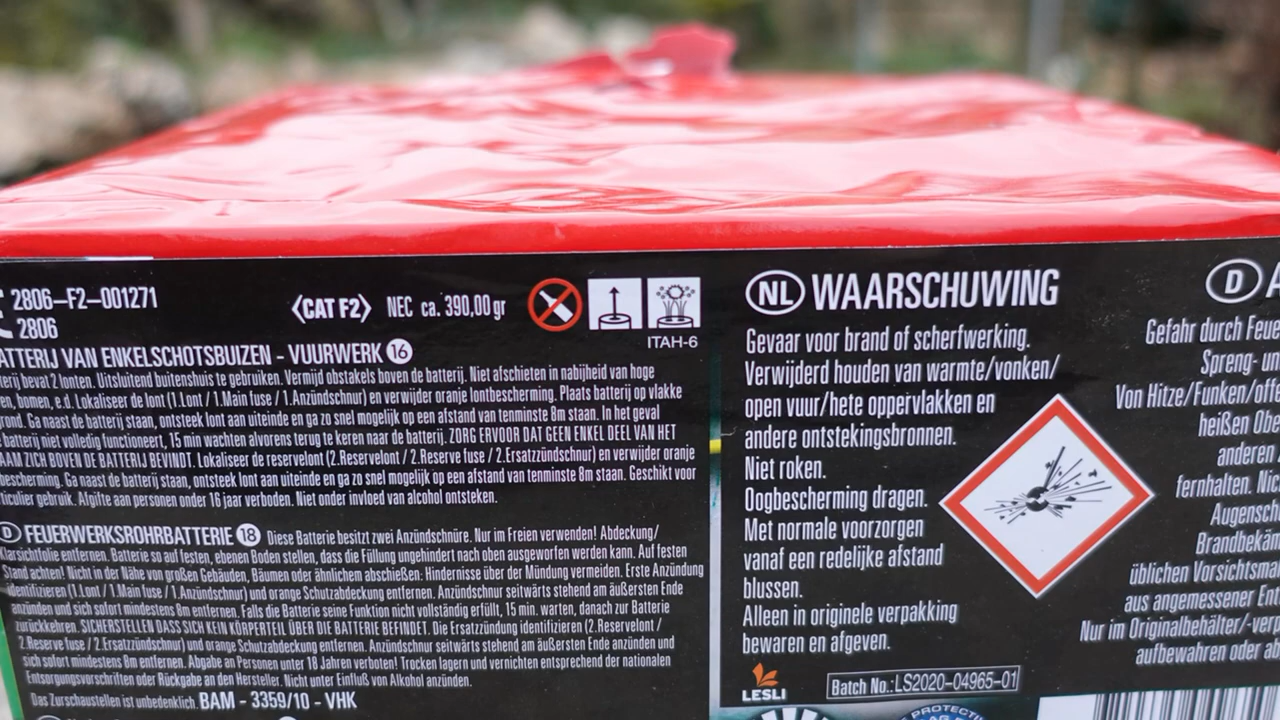 2806-F2-001271
2806
<CAT F2> NEC ca. 390,00gr
ITAH-6
VAN ENKELSCHOTSBUIZEN - VUURWERK 16
bevat 2 lonten. Uitsluitend buitenshuis te gebruiken. Vermijd obstakels boven de batterij. Niet afschieten in nabijheid van hoge
bomen, e.d. Lokaliseer de lont (1.Lont / 1.Main fuse / 1.Anzündschnur) en verwijder oranje lontbescherming. Plaats batterij op vlakke
Ga naast de batterij staan, ontsteek lont aan uiteinde en ga zo snel mogelijk op een afstand van tenminste 8m staan. In het geval
batterij niet volledig functioneert, 15 min wachten alvorens terug te keren naar de batterij. ZORG ERVOOR DAT GEEN ENKEL DEEL VAN HET
ZICH BOVEN DE BATTERIJ BEVINDT. Lokaliseer de reservelont (2.Reservelont / 2.Reserve fuse / 2.Ersatzzündschnur) en verwijder oranje
Ga naast de batterij staan, ontsteek lont aan uiteinde en ga zo snel mogelijk op een afstand van tenminste 8m staan. Geschikt voor
gebruik. Afgifte aan personen onder 16 jaar verboden. Niet onder invloed van alcohol ontsteken.
D FEUERWERKSROHRBATTERIE 18 Diese Batterie besitzt zwei Anzündschnüre. Nur im Freien verwenden! Abdeckung/
Klarsichtfolie entfernen. Batterie so auf festen, ebenen Boden stellen, dass die Füllung ungehindert nach oben ausgeworfen werden kann. Auf festen
Stand achten! Nicht in der Nähe von großen Gebäuden, Bäumen oder ähnlichem abschießen: Hindernisse über der Mündung vermeiden. Erste Anzündung
identifizieren (1.Lont / 1.Main fuse / 1.Anzündschnur) und orange Schutzabdeckung entfernen. Anzündschnur seitwärts stehend am äußersten Ende
anzünden und sich sofort mindestens 8m entfernen. Falls die Batterie seine Funktion nicht vollständig erfüllt, 15 min. warten, danach zur Batterie
zurückkehren. SICHERSTELLEN DASS SICH KEIN KÖRPERTEIL ÜBER DIE BATTERIE BEFINDET. Die Ersatzzündung identifizieren (2.Reservelont /
2.Reserve fuse / 2.Ersatzzündschnur) und orange Schutzabdeckung entfernen. Anzündschnur seitwärts stehend am äußersten Ende anzünden und
sich sofort mindestens 8m entfernen. Abgabe an Personen unter 18 Jahren verboten! Trocken lagern und vernichten entsprechend der nationalen
Entsorgungsvorschriften oder Rückgabe an den Hersteller. Nicht unter Einfluß von Alkohol anzünden.
Das Zurschaustellen ist unbedenklich. BAM - 3359/10 - VHK
NL WAARSCHUWING
Gevaar voor brand of scherfwerking.
Verwijderd houden van warmte/vonken/
open vuur/hete oppervlakken en
andere ontstekingsbronnen.
Niet roken.
Oogbescherming dragen.
Met normale voorzorgen
vanaf een redelijke afstand
blussen.
Alleen in originele verpakking
bewaren en afgeven.
LESLI
Batch No.:LS2020-04965-01
D A
Gefahr durch Feue
Spreng- un
Von Hitze/Funken/offe
heißen Obe
anderen
fernhalten. Nic
Augensch
Brandbekäm
üblichen Vorsichtsma
aus angemessener Ent
Nur im Originalbehälter/-verp
aufbewahren oder ab